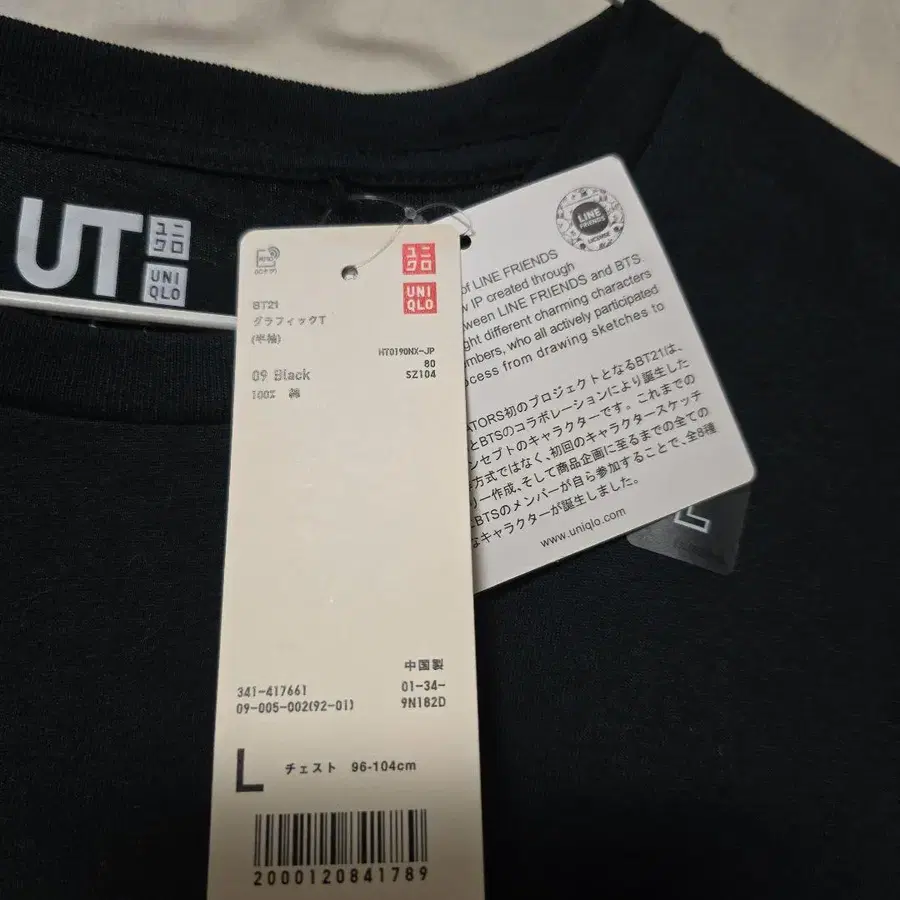 UT
ユニ
クロ
UNI
QLO
ユニ
クロ
UNI
QLO
BT21
グラフィックT
(半袖)
HT0190NX-JP
80
09 Black
SZ104
100% 綿
中国製
341-417661
01-34-
09-005-002(92-01)
9N182D
L
チェスト 96-104cm
2000120841789
LINE
FRIENDS
LICENSE
of LINE FRIENDS
w IP created through
ween LINE FRIENDS and BTS.
ght different charming characters
mbers, who all actively participated
ocess from drawing sketches to
ATORS初のプロジェクトとなるBT21は、
とBTSのコラボレーションにより誕生した
ンセプトのキャラクターです。これまでの
方式ではなく、初回のキャラクタースケッチ
リー作成、そして商品企画に至るまでの全ての
BTSのメンバーが自ら参加することで、全8種
なキャラクターが誕生しました。
www.uniqlo.com
L